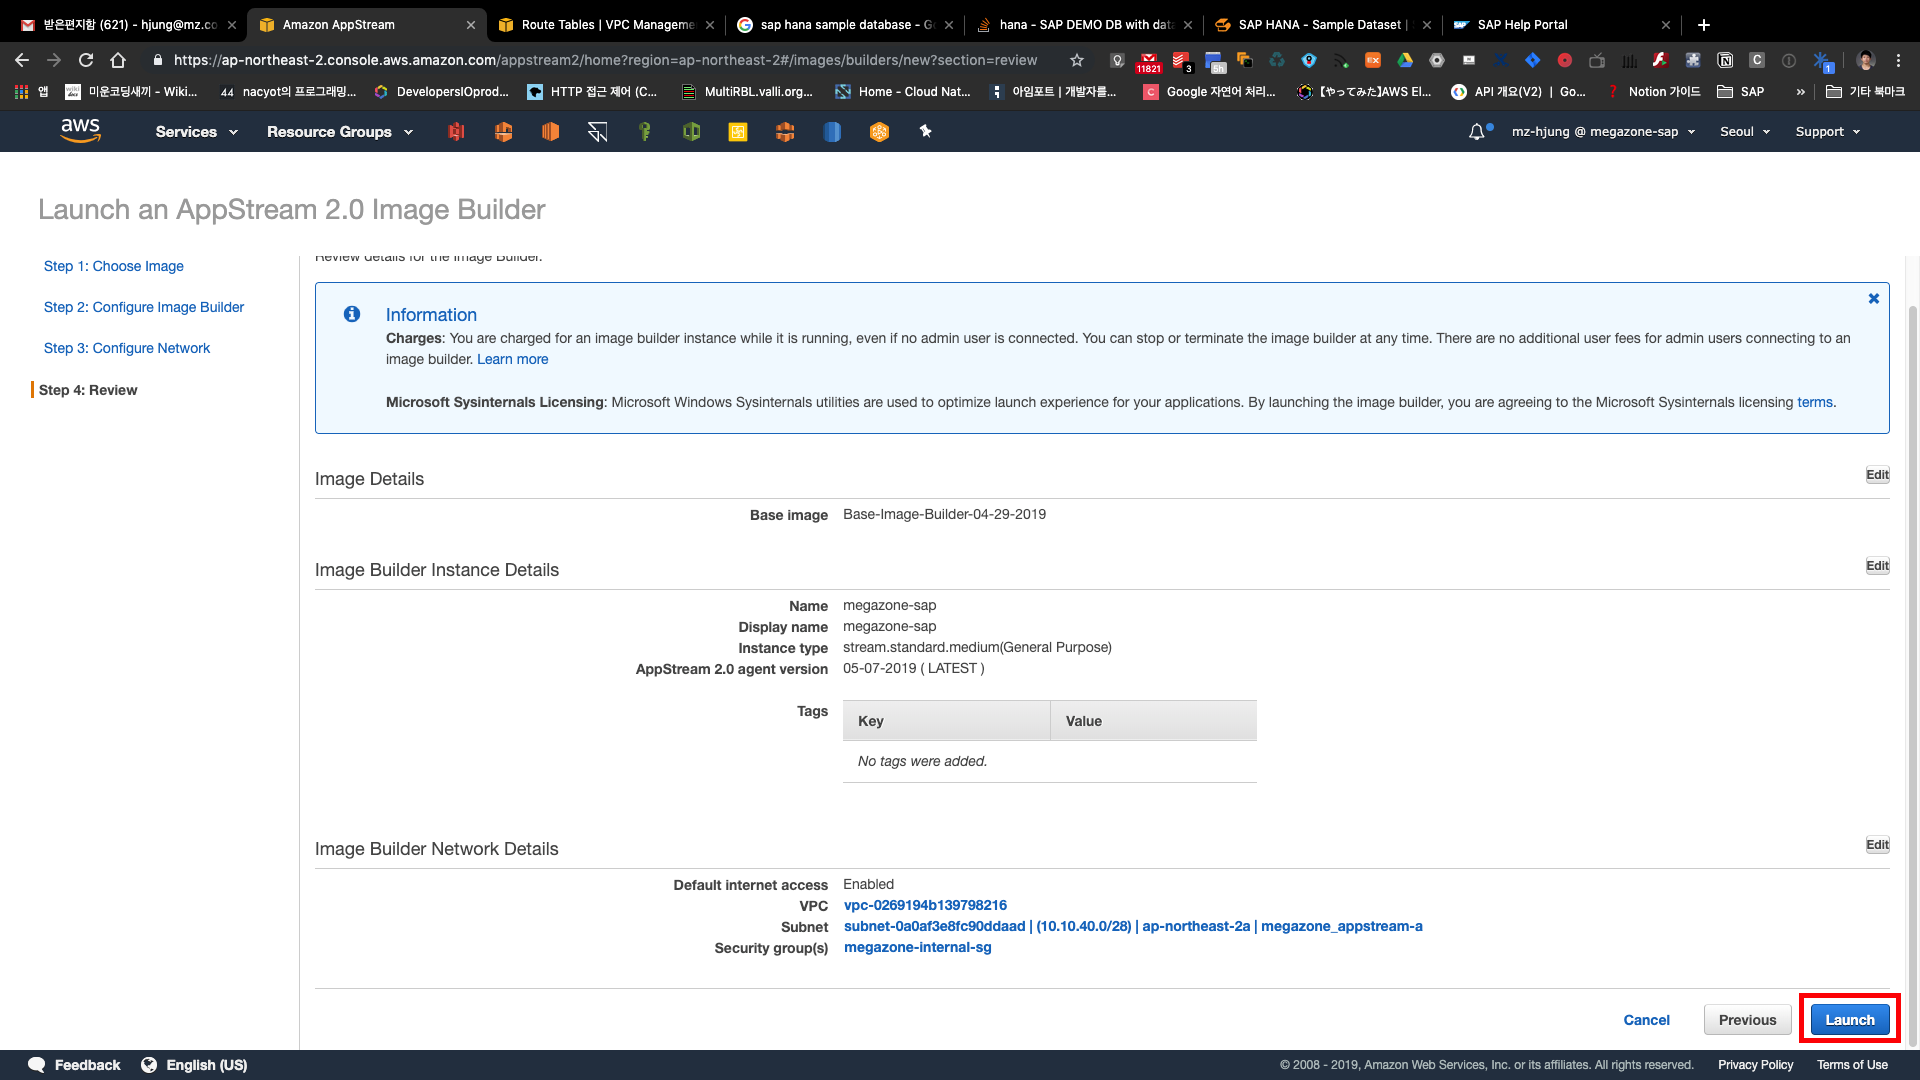 받은편지함 (621) - hjung@mz.co
Amazon AppStream
Route Tables | VPC Manageme
sap hana sample database - G
hana - SAP DEMO DB with data
SAP HANA - Sample Dataset |
SAP Help Portal
https://ap-northeast-2.console.aws.amazon.com/appstream2/home?region=ap-northeast-2#/images/builders/new?section=review
11821
3
5h
EX
C
1
앱
미운코딩새끼 - Wiki...
44 nacyot의 프로그래밍...
DevelopersIOprod...
HTTP 접근 제어 (C...
MultiRBL.valli.org...
Home - Cloud Nat...
아임포트 | 개발자를...
C Google 자연어 처리...
【やってみた】AWS El...
API 개요(V2) | Go...
? Notion 가이드
SAP
»
기타 북마크
aws
Services
Resource Groups
mz-hjung @ megazone-sap
Seoul
Support
Launch an AppStream 2.0 Image Builder
Step 1: Choose Image
Step 2: Configure Image Builder
Step 3: Configure Network
Step 4: Review
Review details for the Image Builder.
Information
Charges: You are charged for an image builder instance while it is running, even if no admin user is connected. You can stop or terminate the image builder at any time. There are no additional user fees for admin users connecting to an
image builder. Learn more
Microsoft Sysinternals Licensing: Microsoft Windows Sysinternals utilities are used to optimize launch experience for your applications. By launching the image builder, you are agreeing to the Microsoft Sysinternals licensing terms.
Image Details
Edit
Base image Base-Image-Builder-04-29-2019
Image Builder Instance Details
Edit
Name megazone-sap
Display name megazone-sap
Instance type stream.standard.medium(General Purpose)
AppStream 2.0 agent version 05-07-2019 ( LATEST )
Tags
Key Value
No tags were added.
Image Builder Network Details
Edit
Default internet access Enabled
VPC vpc-0269194b139798216
Subnet subnet-0a0af3e8fc90ddaad | (10.10.40.0/28) | ap-northeast-2a | megazone_appstream-a
Security group(s) megazone-internal-sg
Cancel
Previous
Launch
Feedback
English (US)
© 2008 - 2019, Amazon Web Services, Inc. or its affiliates. All rights reserved.
Privacy Policy
Terms of Use